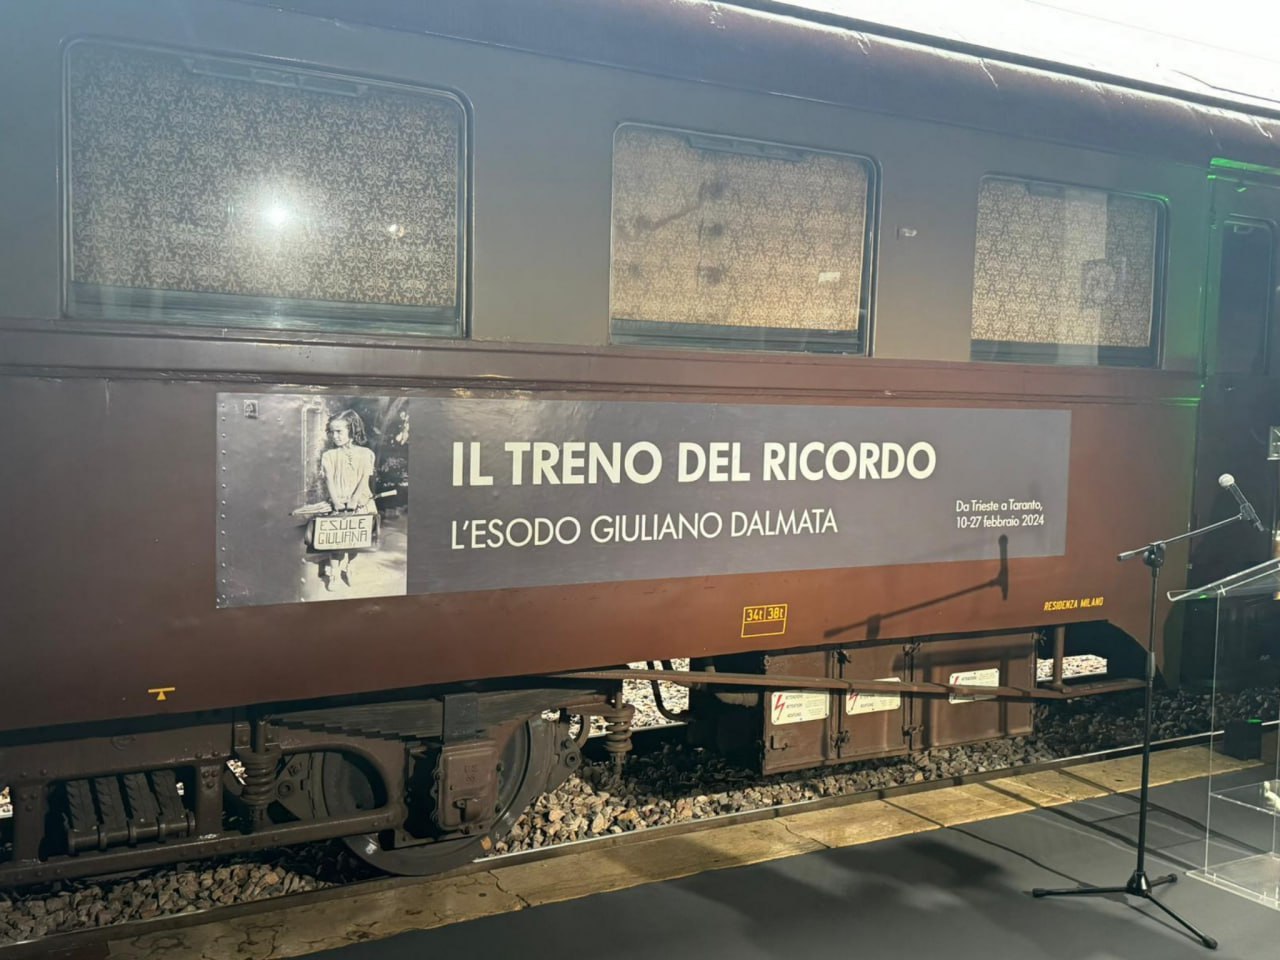 IL TRENO DEL RICORDO
L'ESODO GIULIANO DALMATA
Da Trieste a Taranto,
10-27 febbraio 2024
ESULE
GIULIANA
34t 38t
RESIDENZA MILANO